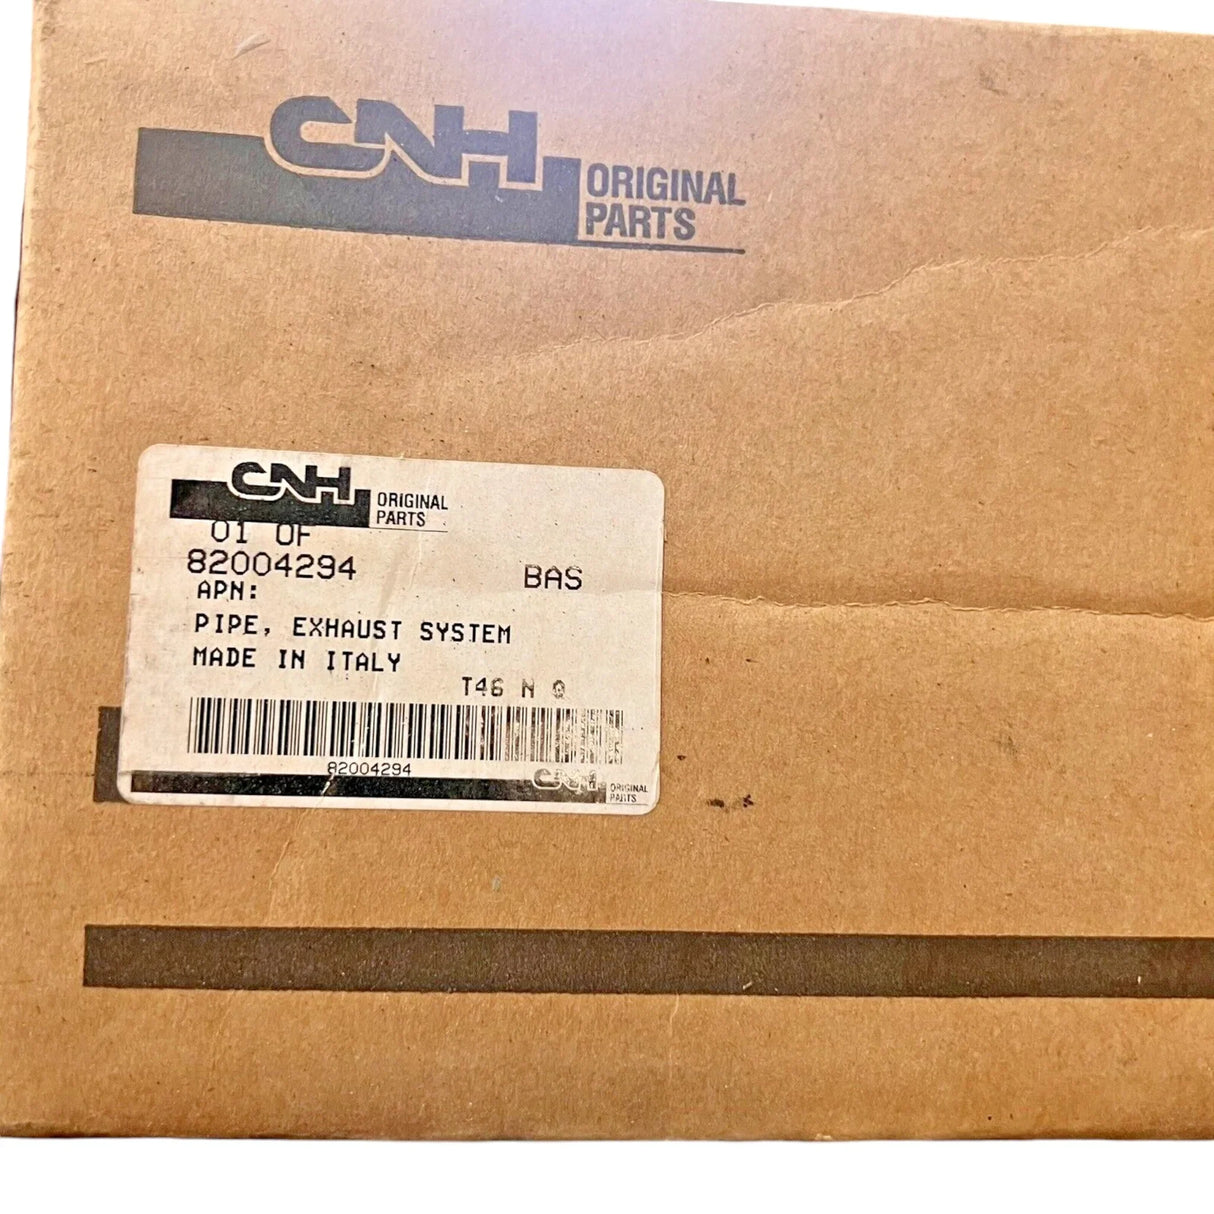 CNH ORIGINAL
PARTS
CNH ORIGINAL
PARTS
01 OF
82004294 BAS
APN:
PIPE, EXHAUST SYSTEM
MADE IN ITALY
T46 N
82004294
CNH ORIGINAL
PARTS